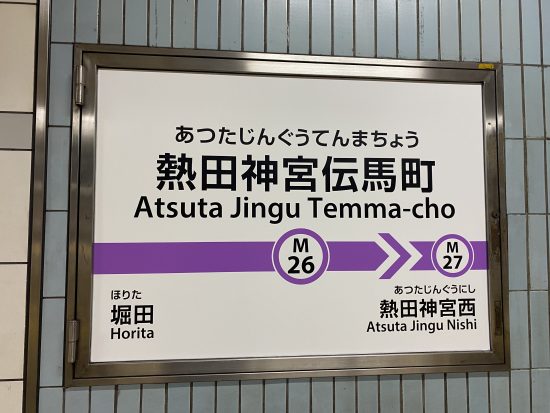 あつたじんぐうてんまちょう
熱田神宮伝馬町
Atsuta Jingu Temma-cho
M
26
M
27
ほりた
堀田
Horita
あつたじんぐうにし
熱田神宮西
Atsuta Jingu Nishi